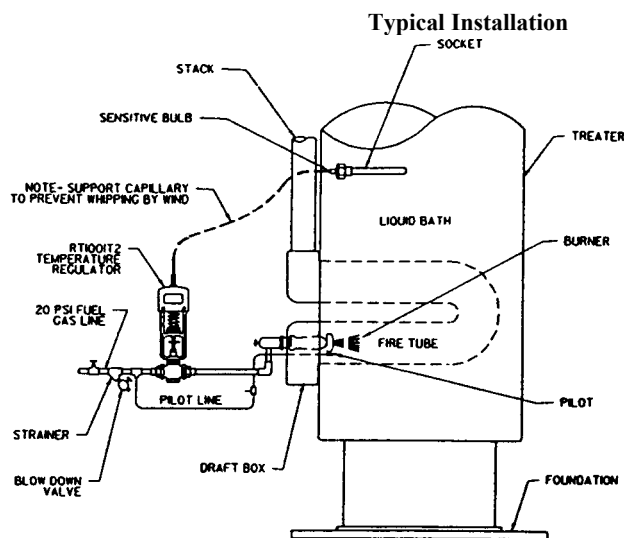 Typical Installation
SOCKET
STACK
SENSITIVE BULB
TREATER
NOTE- SUPPORT CAPILLARY
TO PREVENT WHIPPING BY WIND
LIQUID BATH
BURNER
RT1001T2
TEMPERATURE
REGULATOR
20 PSI FUEL
GAS LINE
FIRE TUBE
PILOT LINE
PILOT
STRAINER
DRAFT BOX
BLOW DOWN
VALVE
FOUNDATION